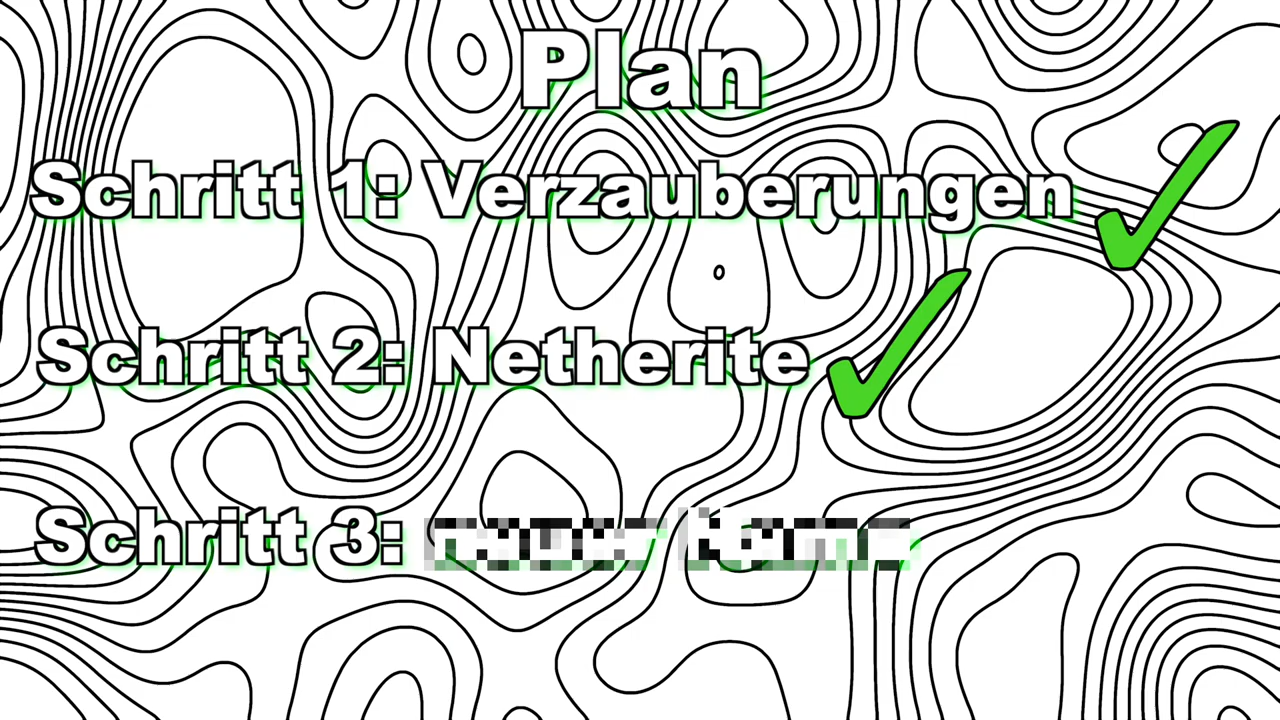 Plan
Schritt 1: Verzauberungen
Schritt 2: Netherite
Schritt 3: